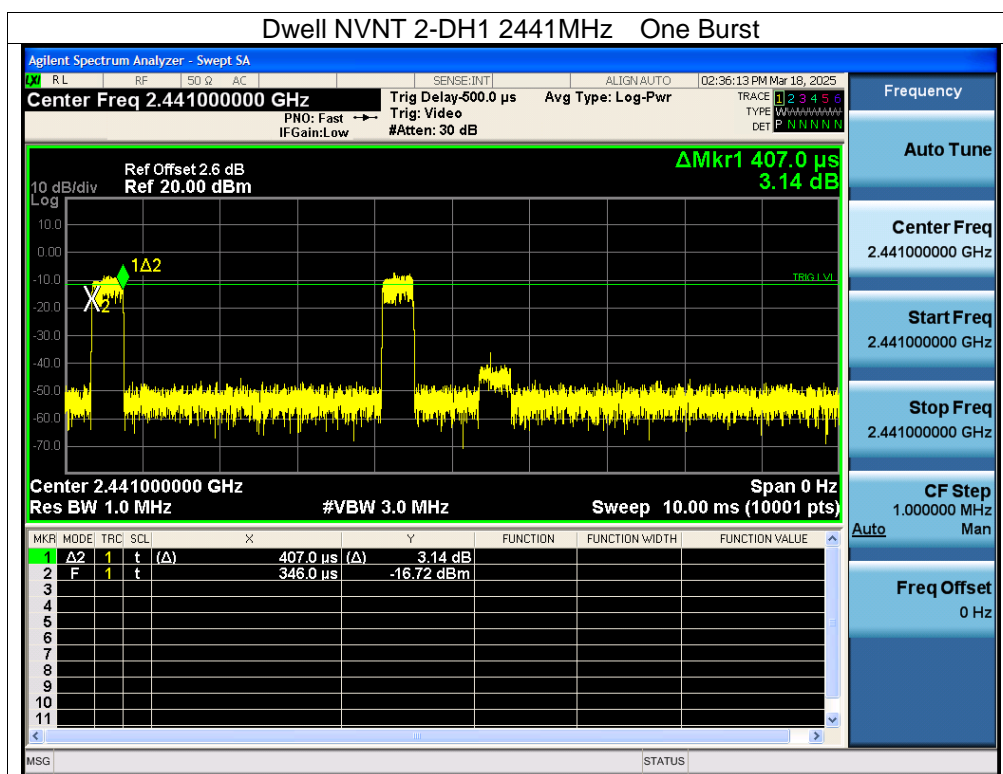 Dwell NVNT 2-DH1 2441MHz One Burst
Agilent Spectrum Analyzer - Swept SA
LXI RL RF 50 Ω AC SENSE:INT ALIGN AUTO 02:36:13 PM Mar 18, 2025
Center Freq 2.441000000 GHz Trig Delay-500.0 µs Avg Type: Log-Pwr TRACE 1 2 3 4 5 6
PNO: Fast Trig: Video TYPE WWWWWW
IFGain:Low #Atten: 30 dB DET P N N N N N
Frequency
Auto Tune
Center Freq
2.441000000 GHz
Start Freq
2.441000000 GHz
Stop Freq
2.441000000 GHz
CF Step
1.000000 MHz
Auto Man
Freq Offset
0 Hz
ΔMkr1 407.0 µs
3.14 dB
Ref Offset 2.6 dB
10 dB/div Ref 20.00 dBm
Log
10.0
0.00
-10.0
-20.0
-30.0
-40.0
-50.0
-60.0
-70.0
1Δ2
X2
TRIG LVL
Center 2.441000000 GHz Span 0 Hz
Res BW 1.0 MHz #VBW 3.0 MHz Sweep 10.00 ms (10001 pts)
MKR MODE TRC SCL X Y FUNCTION FUNCTION WIDTH FUNCTION VALUE
1 Δ2 1 t (Δ) 407.0 µs (Δ) 3.14 dB
2 F 1 t 346.0 µs -16.72 dBm
3
4
5
6
7
8
9
10
11
MSG STATUS